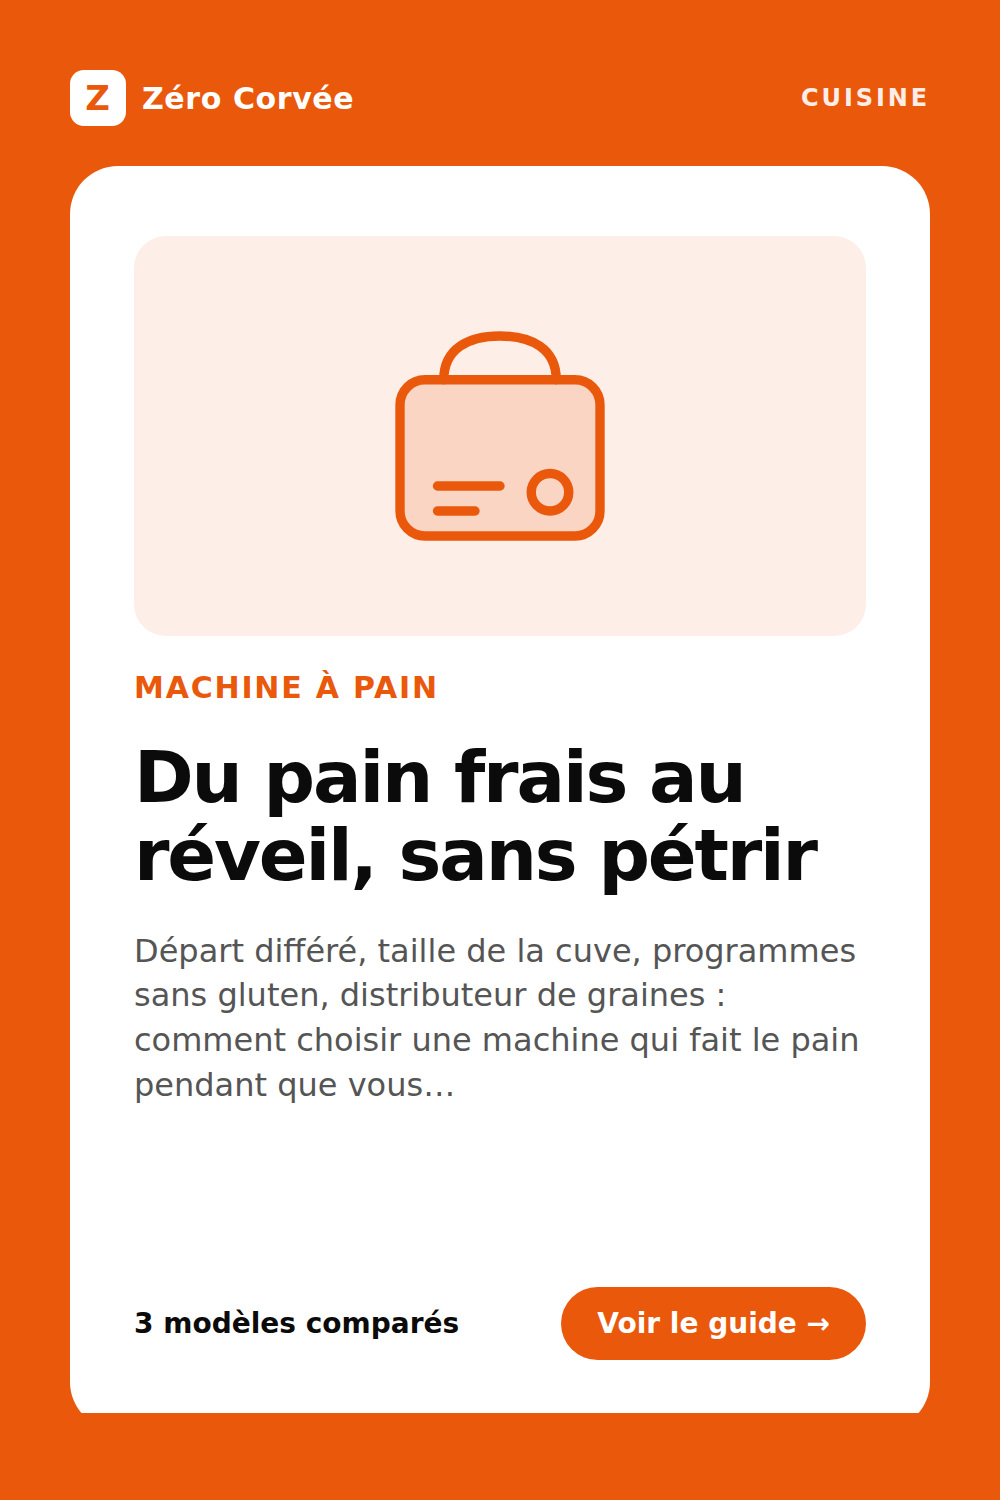 Z Zéro Corvée
CUISINE
MACHINE À PAIN
Du pain frais au
réveil, sans pétrir
Départ différé, taille de la cuve, programmes
sans gluten, distributeur de graines :
comment choisir une machine qui fait le pain
pendant que vous…
3 modèles comparés
Voir le guide →